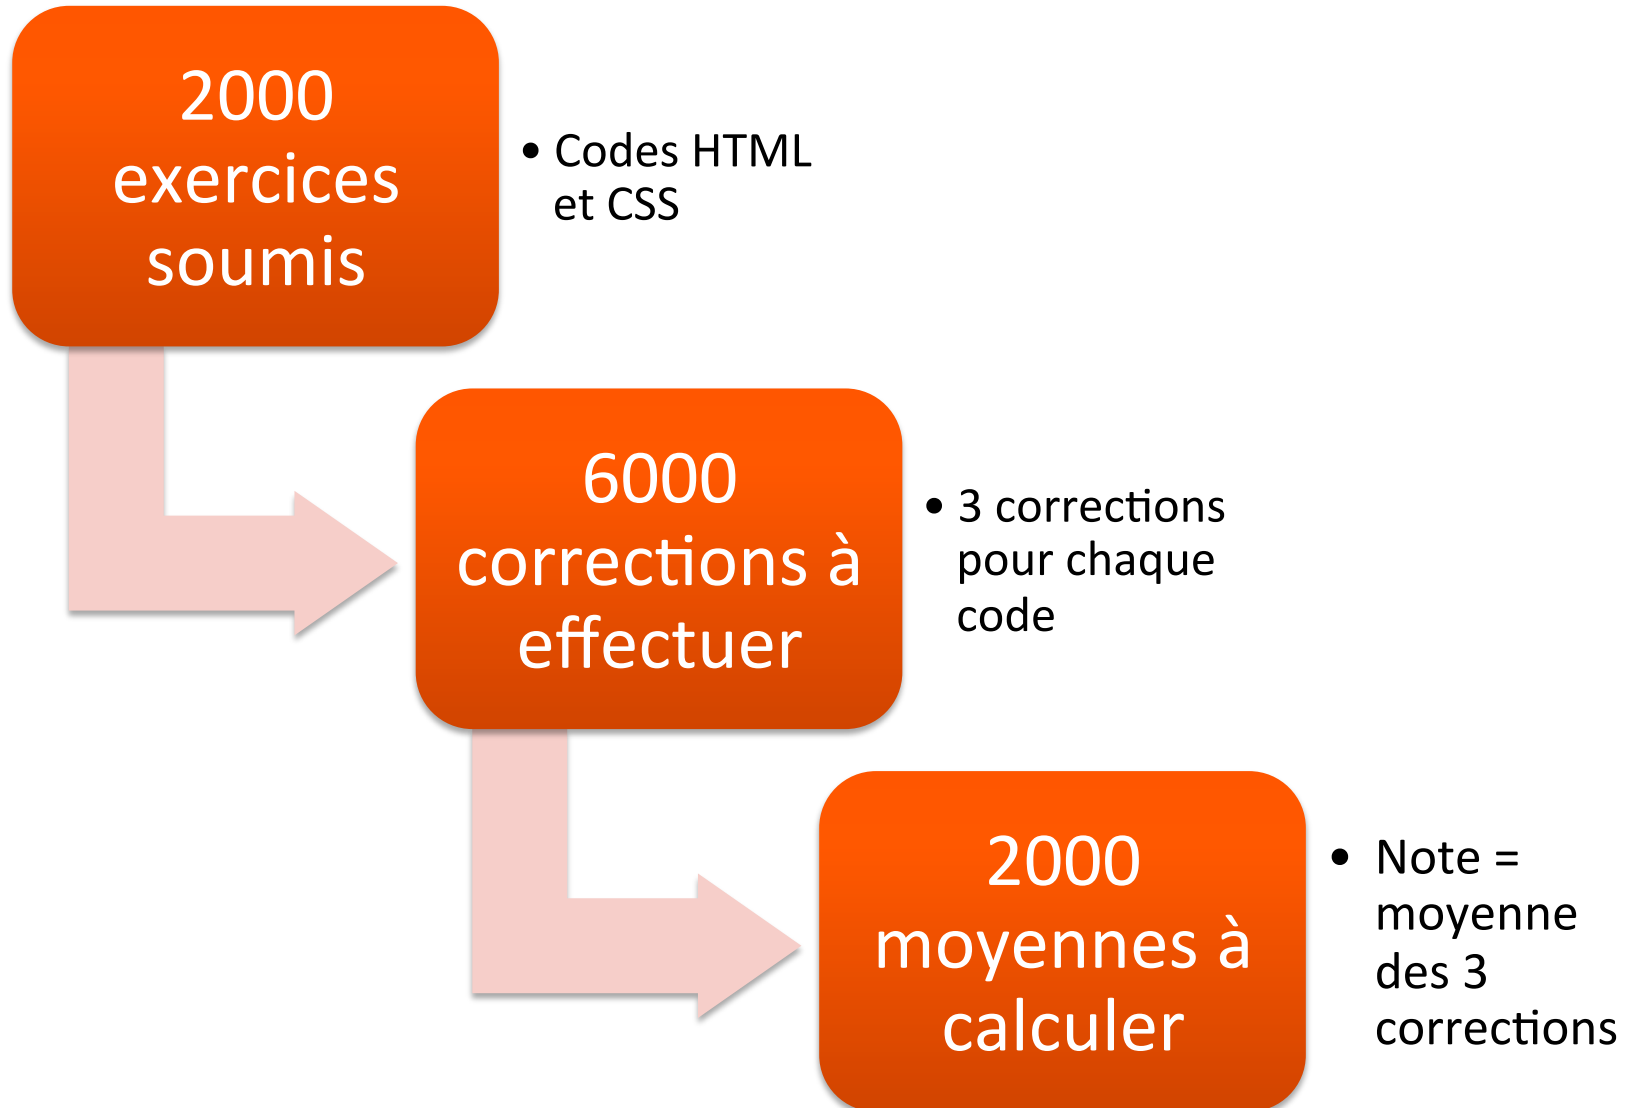 2000
exercices
soumis
• Codes HTML
et CSS
6000
corrections à
effectuer
• 3 corrections
pour chaque
code
2000
moyennes à
calculer
• Note =
moyenne
des 3
corrections